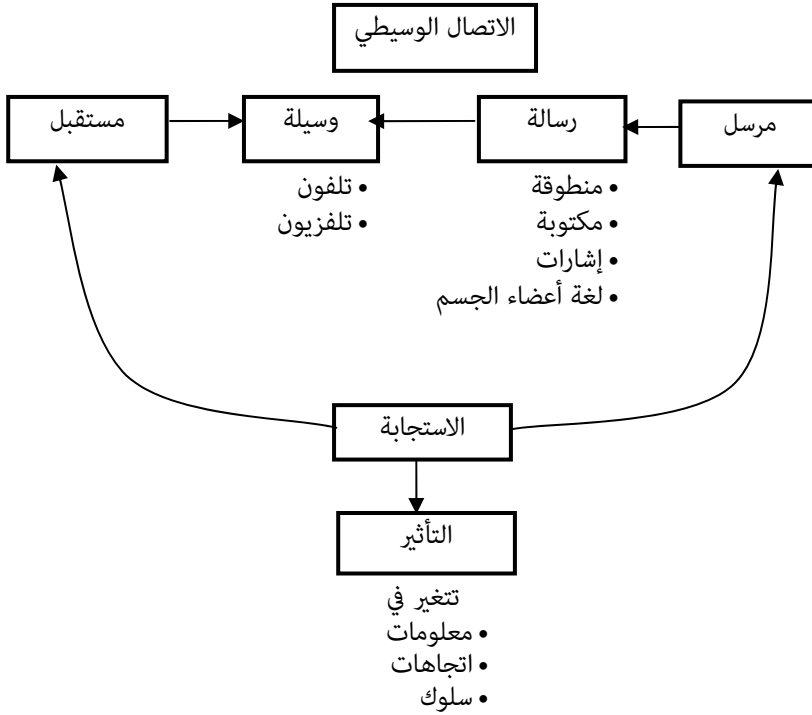 الاتصال الوسيطي
مرسل
رسالة
وسيلة
مستقبل
• منطوقة
• مكتوبة
• إشارات
• لغة أعضاء الجسم
• تلفون
• تلفزيون
الاستجابة
التأثير
تتغير في
• معلومات
• اتجاهات
• سلوك